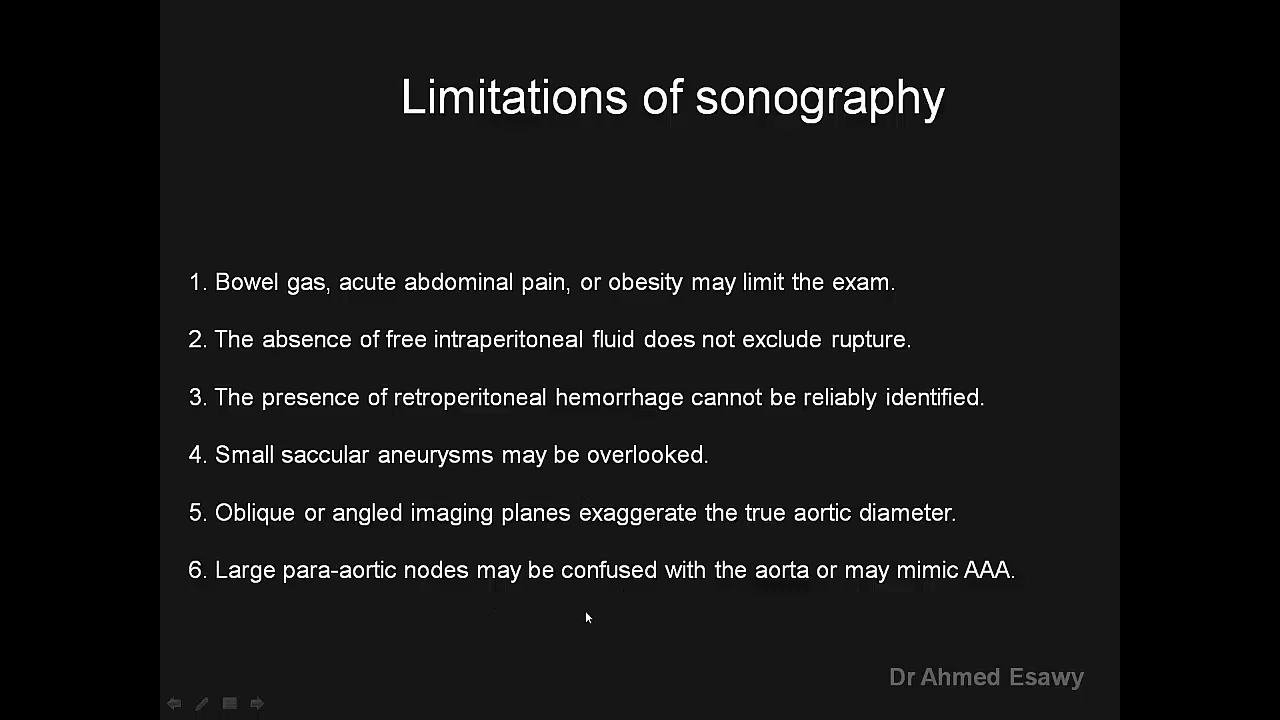 Limitations of sonography
1. Bowel gas, acute abdominal pain, or obesity may limit the exam.
2. The absence of free intraperitoneal fluid does not exclude rupture.
3. The presence of retroperitoneal hemorrhage cannot be reliably identified.
4. Small saccular aneurysms may be overlooked.
5. Oblique or angled imaging planes exaggerate the true aortic diameter.
6. Large para-aortic nodes may be confused with the aorta or may mimic AAA.
Dr Ahmed Esawy